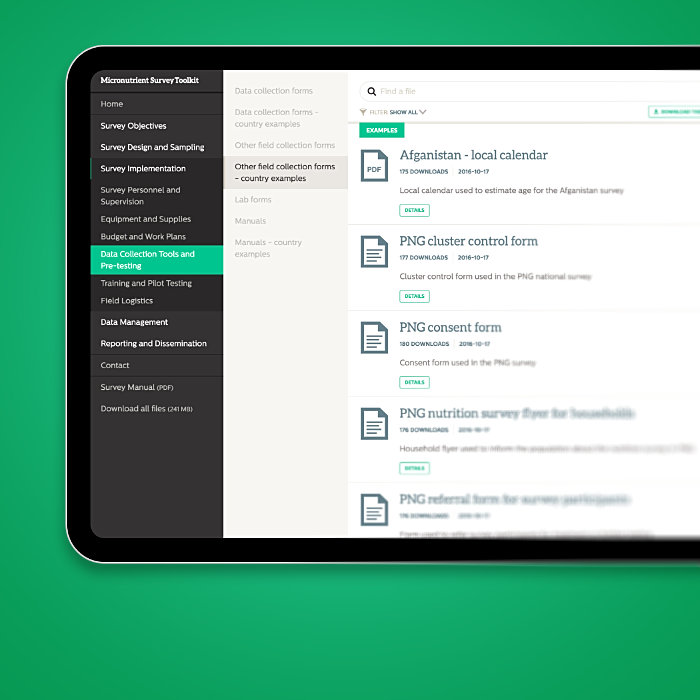 Micronutrient Survey Toolkit
Home
Survey Objectives
Survey Design and Sampling
Survey Implementation
Survey Personnel and
Supervision
Equipment and Supplies
Budget and Work Plans
Data Collection Tools and
Pre-testing
Training and Pilot Testing
Field Logistics
Data Management
Reporting and Dissemination
Contact
Survey Manual (PDF)
Download all files (241 MB)
Data collection forms
Data collection forms –
country examples
Other field collection forms
Other field collection forms
– country examples
Lab forms
Manuals
Manuals – country
examples
Find a file
FILTER: SHOW ALL
DOWNLOAD
EXAMPLES
PDF
Afganistan - local calendar
175 DOWNLOADS 2016-10-17
Local calendar used to estimate age for the Afganistan survey
DETAILS
PNG cluster control form
177 DOWNLOADS 2016-10-17
Cluster control form used in the PNG national survey
DETAILS
PNG consent form
180 DOWNLOADS 2016-10-17
Consent form used in the PNG survey
DETAILS
PNG nutrition survey flyer for households
176 DOWNLOADS 2016-10-17
Household flyer used to inform the population about the
DETAILS
PNG referral form for survey participants
176 DOWNLOADS 2016-10-17